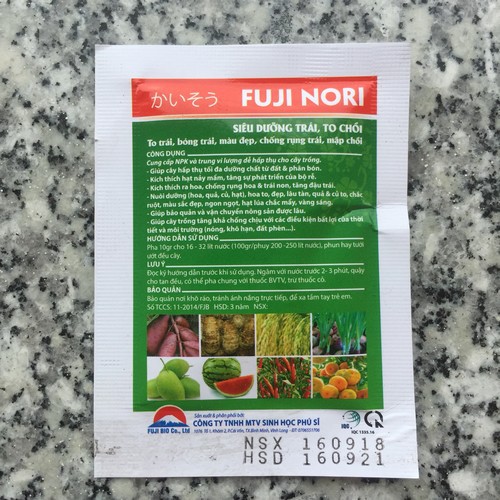 かいそう FUJI NORI
SIÊU DƯỠNG TRÁI, TO CHỒI
To trái, bóng trái, màu đẹp, chống rụng trái, mập chồi
CÔNG DỤNG
Cung cấp NPK và trung vi lượng dễ hấp thụ cho cây trồng.
- Giúp cây hấp thụ tối đa dưỡng chất từ đất & phân bón.
- Kích thích hạt nảy mầm, tăng sự phát triển của bộ rễ.
- Kích thích ra hoa, chống rụng hoa & trái non, tăng đậu trái.
- Nuôi dưỡng (hoa, quả, củ, hạt), hoa to, đẹp, lâu tàn, quả & củ to, chắc
ruột, màu sắc đẹp, ngon ngọt, hạt lúa chắc mẩy, vàng sáng.
- Giúp bảo quản và vận chuyển nông sản được lâu.
- Giúp cây trồng tăng khả chống chịu với các điều kiện bất lợi của thời
tiết và môi trường (nóng, khô hạn, đất phèn...).
HƯỚNG DẪN SỬ DỤNG
Pha 10gr cho 16 - 32 lít nước (100gr/phuy 200 -250 lít nước), phun hay tưới
ướt đều cây.
LƯU Ý
Đọc kỹ hướng dẫn trước khi sử dụng. Ngâm với nước trước 2- 3 phút, quậy
cho tan đều, có thể pha chung với thuốc BVTV, trừ thuốc cỏ.
BẢO QUẢN
Bảo quản nơi khô ráo, tránh ánh nắng trực tiếp, để xa tầm tay trẻ em.
Số TCCS: 11-2014/FJB HSD: 3 năm NSX:
Sản xuất & phân phối bởi:
CÔNG TY TNHH MTV SINH HỌC PHÚ SĨ
FUJI BIO Co., Ltd
IQC
IQC 1555.16
NSX 160918
HSD 160921